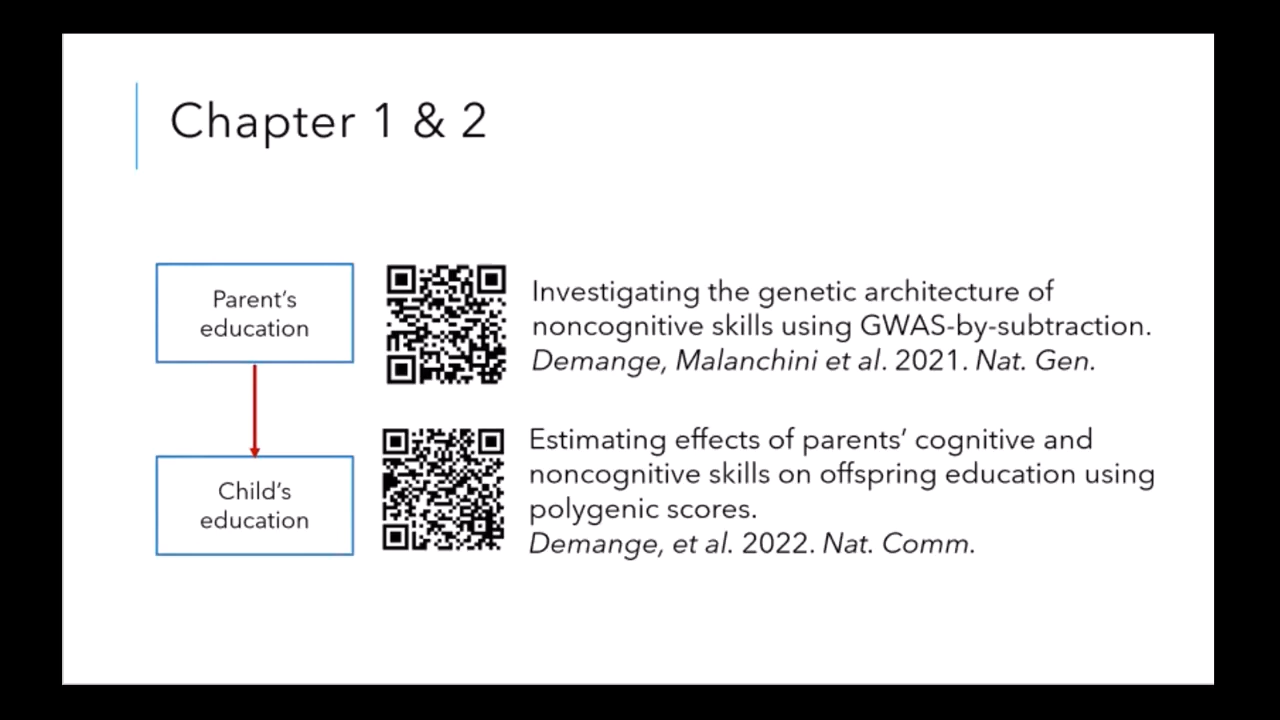 Chapter 1 & 2
Parent’s
education
Investigating the genetic architecture of
noncognitive skills using GWAS-by-subtraction.
Demange, Malanchini et al. 2021. Nat. Gen.
Child’s
education
Estimating effects of parents’ cognitive and
noncognitive skills on offspring education using
polygenic scores.
Demange, et al. 2022. Nat. Comm.